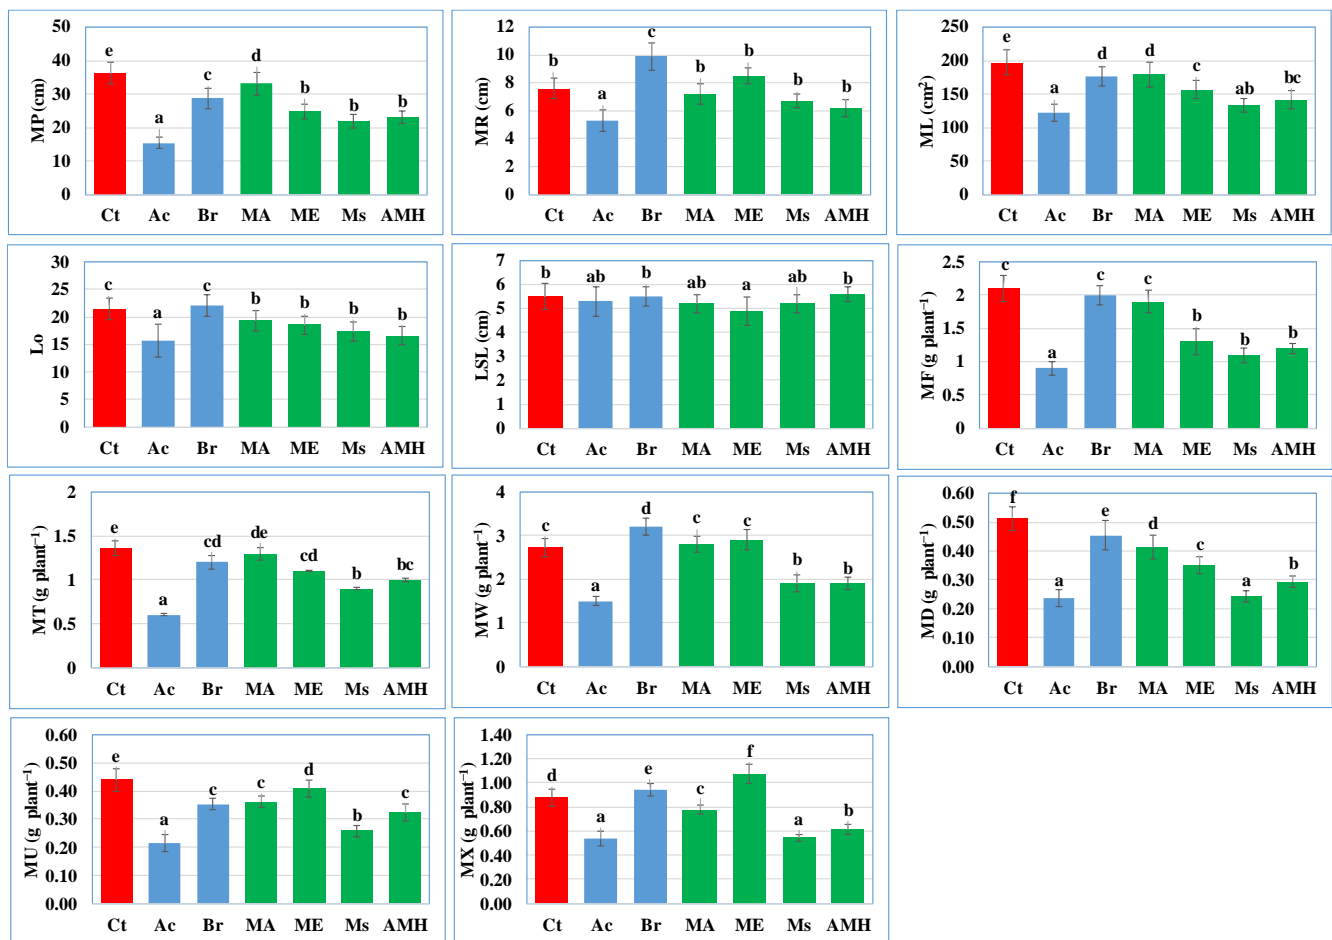 MP (cm)
50
40
30
20
10
0
e
a
c
d
b
b
b
Ct Ac Br MA ME Ms AMH
MR (cm)
12
10
8
6
4
2
0
b
a
c
b
b
b
b
Ct Ac Br MA ME Ms AMH
ML (cm²)
250
200
150
100
50
0
e
a
d
d
c
ab
bc
Ct Ac Br MA ME Ms AMH
Lo
30
25
20
15
10
5
0
c
a
c
b
b
b
b
Ct Ac Br MA ME Ms AMH
LSL (cm)
7
6
5
4
3
2
1
0
b
ab
b
ab
a
ab
b
Ct Ac Br MA ME Ms AMH
MF (g plant⁻¹)
2.5
2
1.5
1
0.5
0
c
a
c
c
b
b
b
Ct Ac Br MA ME Ms AMH
MT (g plant⁻¹)
2
1.5
1
0.5
0
e
a
cd
de
cd
b
bc
Ct Ac Br MA ME Ms AMH
MW (g plant⁻¹)
4
3
2
1
0
c
a
d
c
c
b
b
Ct Ac Br MA ME Ms AMH
MD (g plant⁻¹)
0.60
0.50
0.40
0.30
0.20
0.10
0.00
f
a
e
d
c
a
b
Ct Ac Br MA ME Ms AMH
MU (g plant⁻¹)
0.60
0.50
0.40
0.30
0.20
0.10
0.00
e
a
c
c
d
b
c
Ct Ac Br MA ME Ms AMH
MX (g plant⁻¹)
1.40
1.20
1.00
0.80
0.60
0.40
0.20
0.00
d
a
e
c
f
a
b
Ct Ac Br MA ME Ms AMH